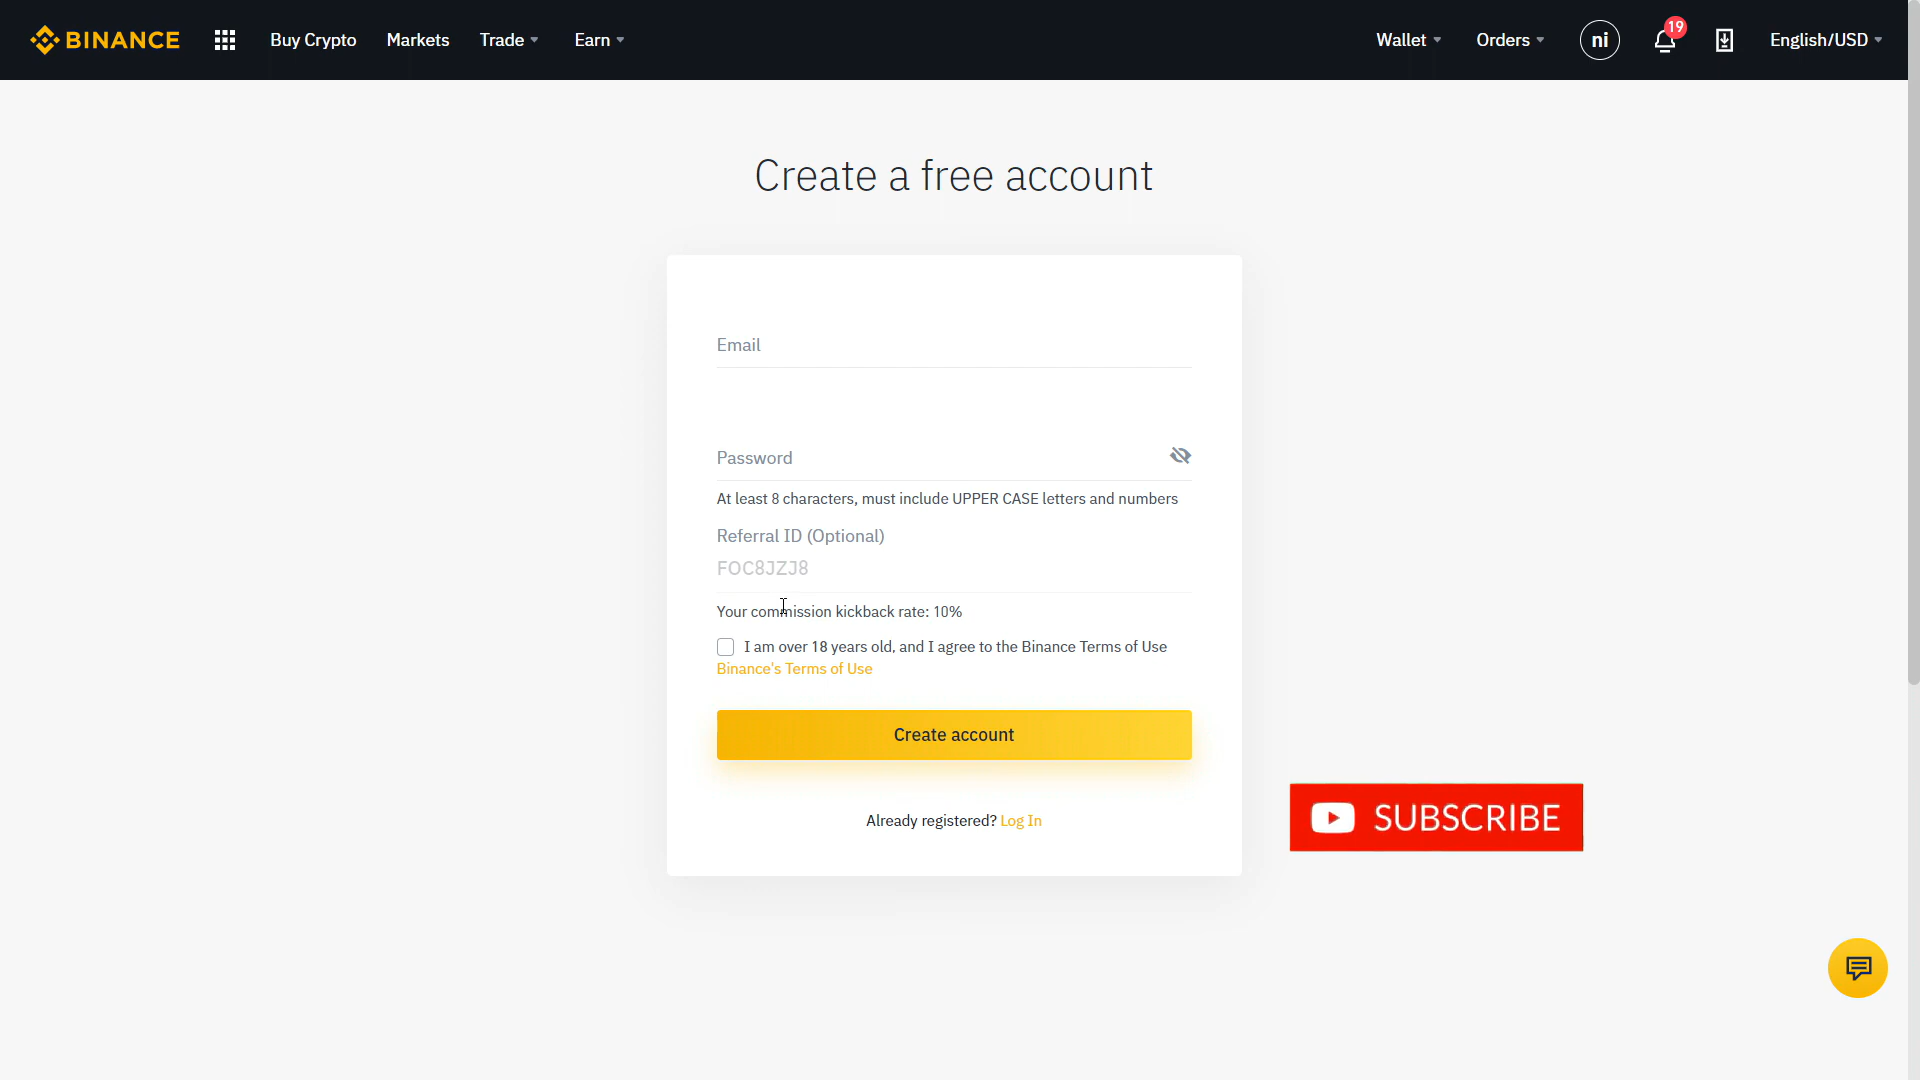 BINANCE
Buy Crypto
Markets
Trade
Earn
Wallet
Orders
ni
19
English/USD
Create a free account
Email
Password
At least 8 characters, must include UPPER CASE letters and numbers
Referral ID (Optional)
FOC8JZJ8
Your commission kickback rate: 10%
I am over 18 years old, and I agree to the Binance Terms of Use
Binance's Terms of Use
Create account
Already registered? Log In
SUBSCRIBE